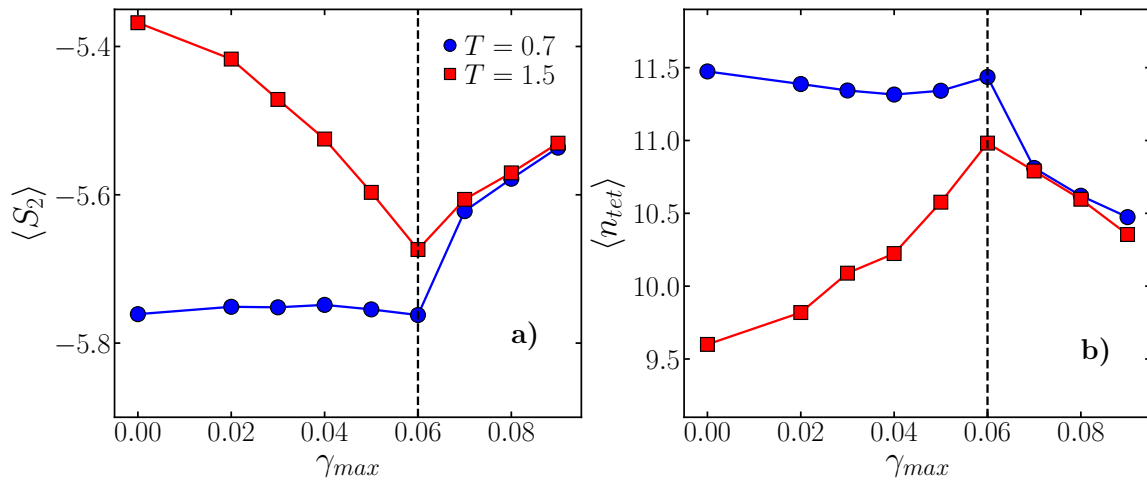 −5.4
−5.6
−5.8
⟨S₂⟩
T = 0.7
T = 1.5
a)
0.00 0.02 0.04 0.06 0.08
γmax
11.5
11.0
10.5
10.0
9.5
⟨ntet⟩
b)
0.00 0.02 0.04 0.06 0.08
γmax